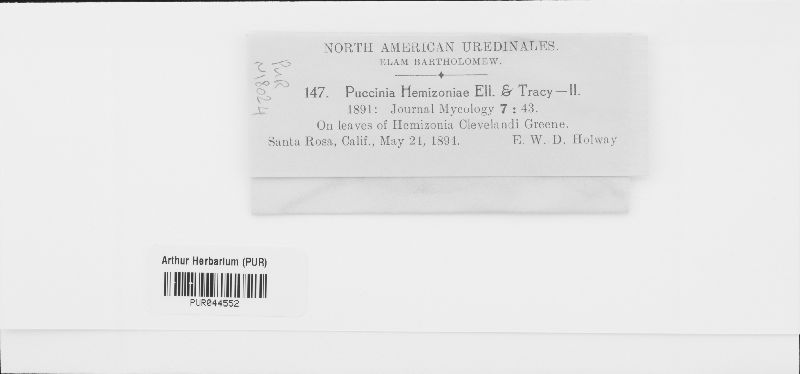 NORTH AMERICAN UREDINALES.
ELAM BARTHOLOMEW.
PUR
N18024
147. Puccinia Hemizoniae Ell. & Tracy—II.
1891: Journal Mycology 7 : 43.
On leaves of Hemizonia Clevelandi Greene.
Santa Rosa, Calif., May 21, 1894. E. W. D. Holway
Arthur Herbarium (PUR)
PUR044552